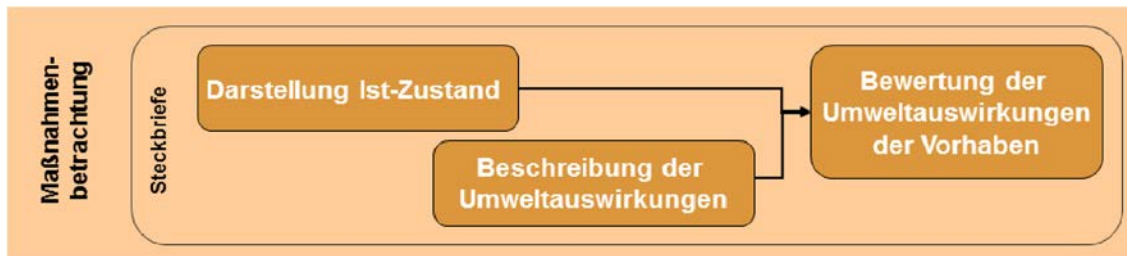 Maßnahmen-
betrachtung
Steckbriefe
Darstellung Ist-Zustand
Beschreibung der
Umweltauswirkungen
Bewertung der
Umweltauswirkungen
der Vorhaben